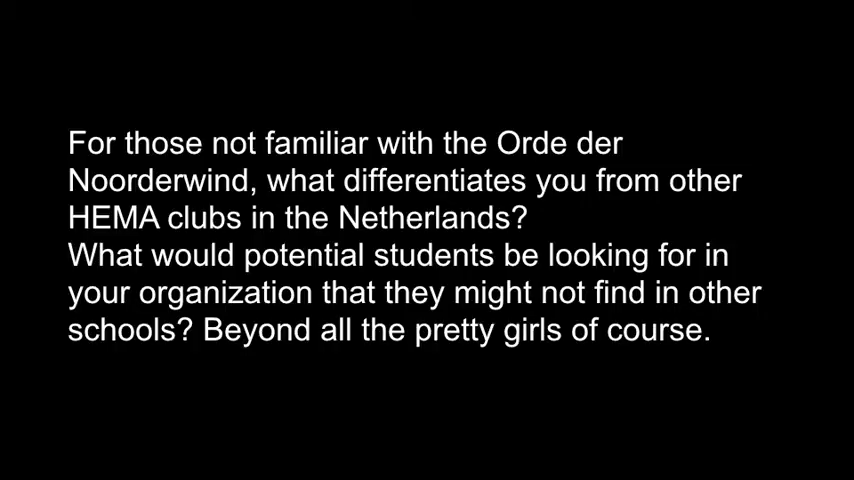 For those not familiar with the Orde der
Noorderwind, what differentiates you from other
HEMA clubs in the Netherlands?
What would potential students be looking for in
your organization that they might not find in other
schools? Beyond all the pretty girls of course.